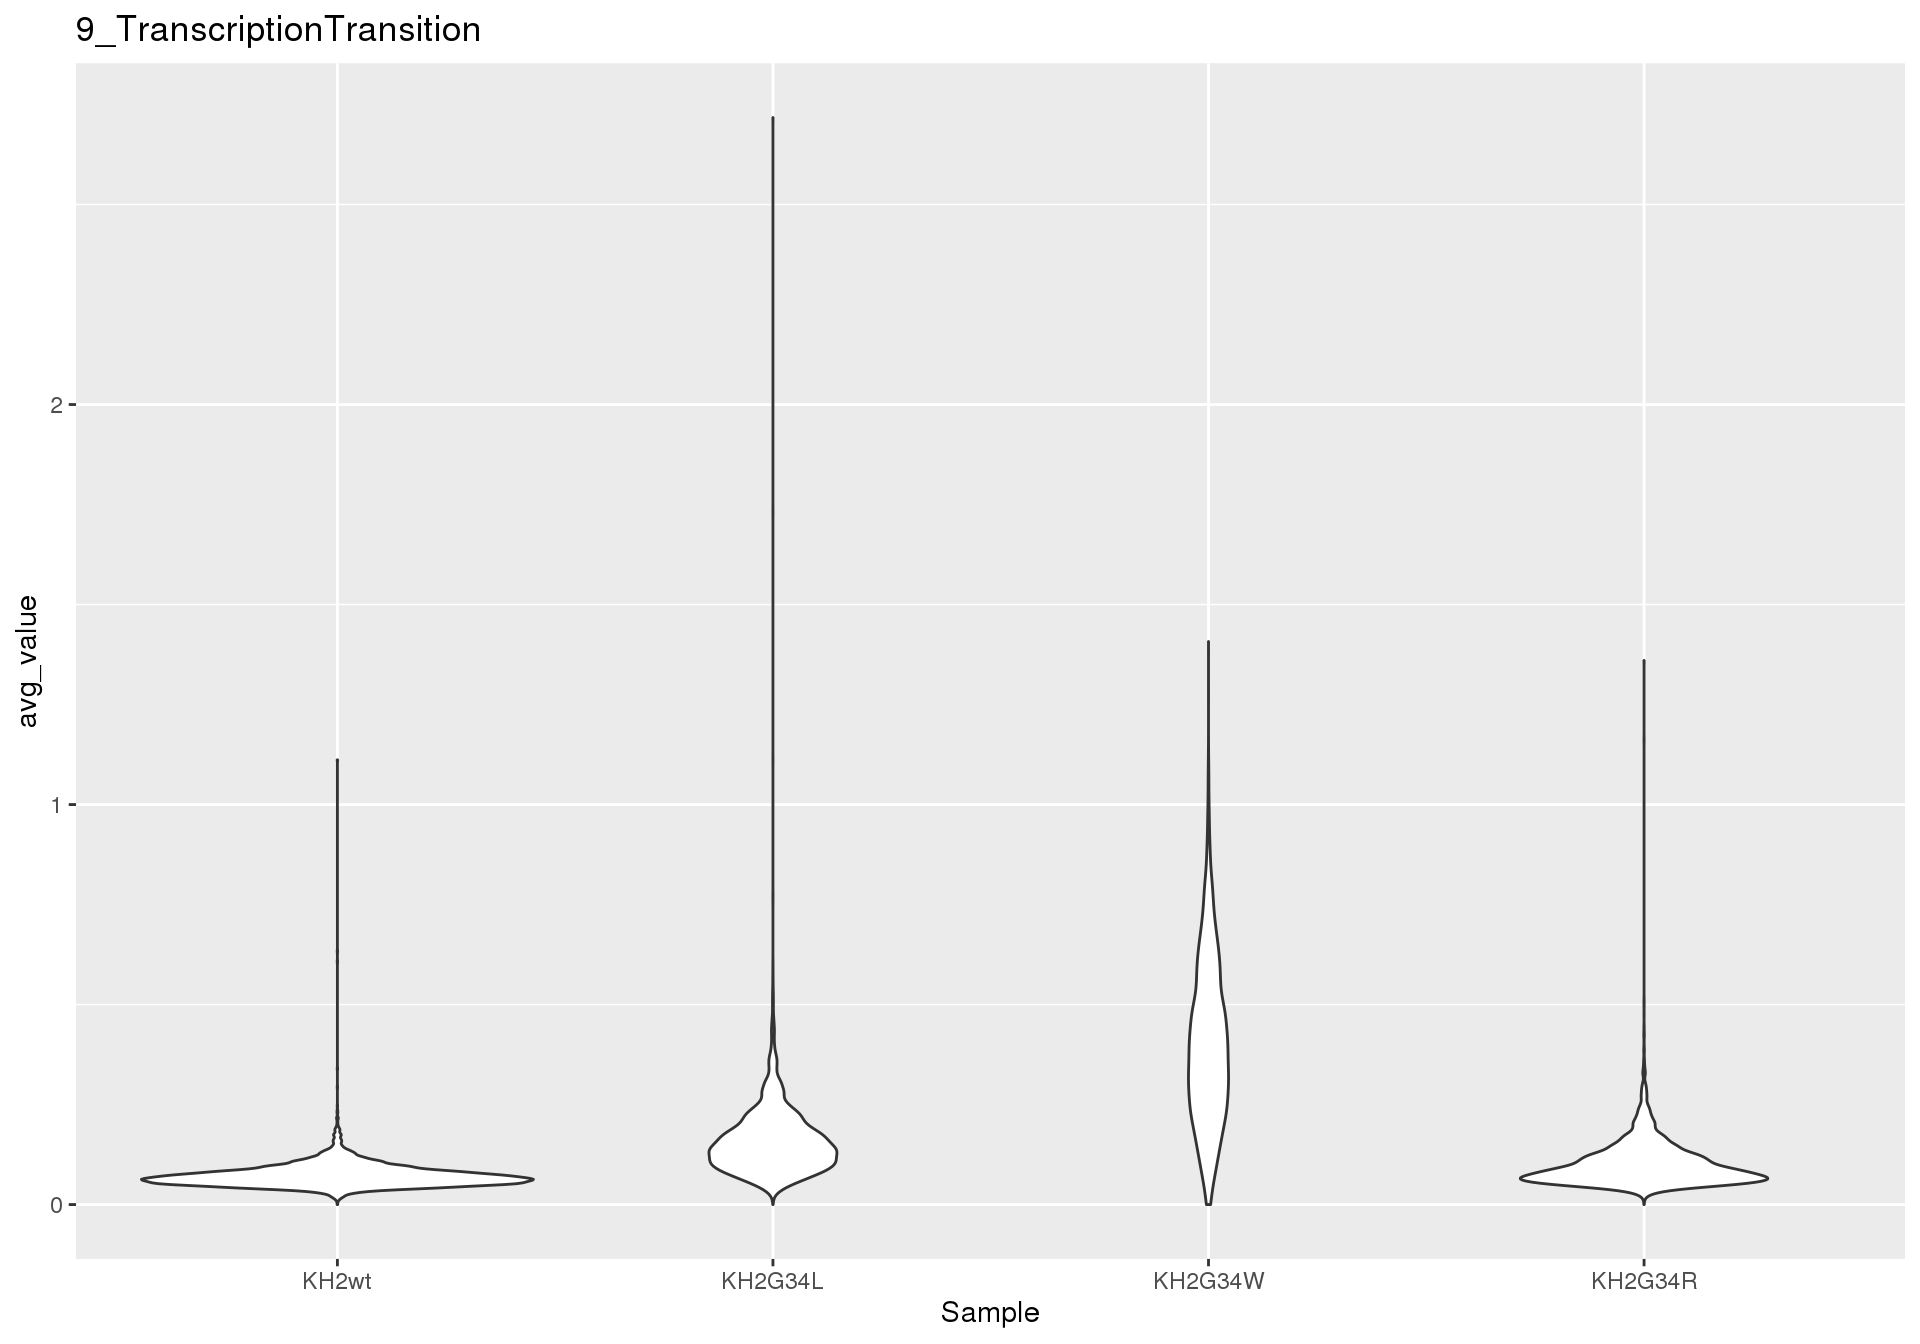 9_TranscriptionTransition
avg_value
2
1
0
KH2wt KH2G34L KH2G34W KH2G34R
Sample